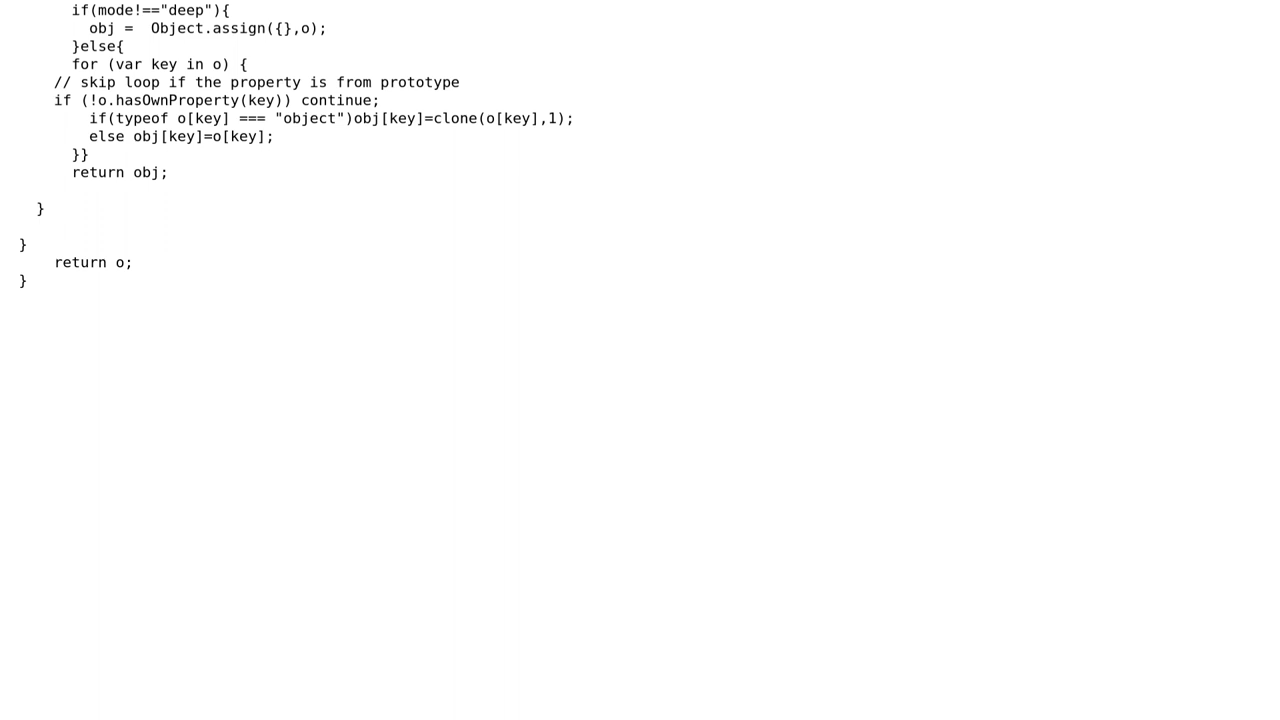 if(mode!=="deep"){
obj =  Object.assign({},o);
}else{
for (var key in o) {
// skip loop if the property is from prototype
if (!o.hasOwnProperty(key)) continue;
if(typeof o[key] === "object")obj[key]=clone(o[key],1);
else obj[key]=o[key];
}}
return obj;
}
}
return o;
}